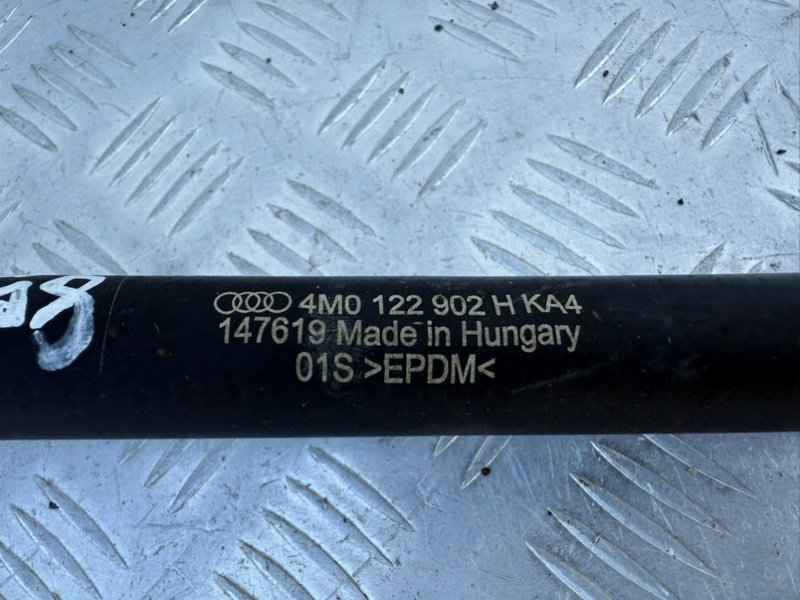 4M0 122 902 H KA4
147619 Made in Hungary
01S >EPDM<